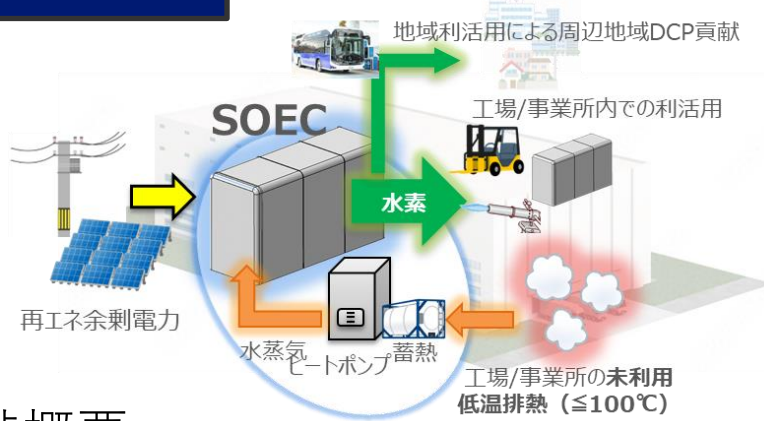 地域利活用による周辺地域DCP貢献
工場/事業所内での利活用
SOEC
水素
再エネ余剰電力
水蒸気
ヒートポンプ
蓄熱
工場/事業所の未利用
低温排熱（≦100℃）